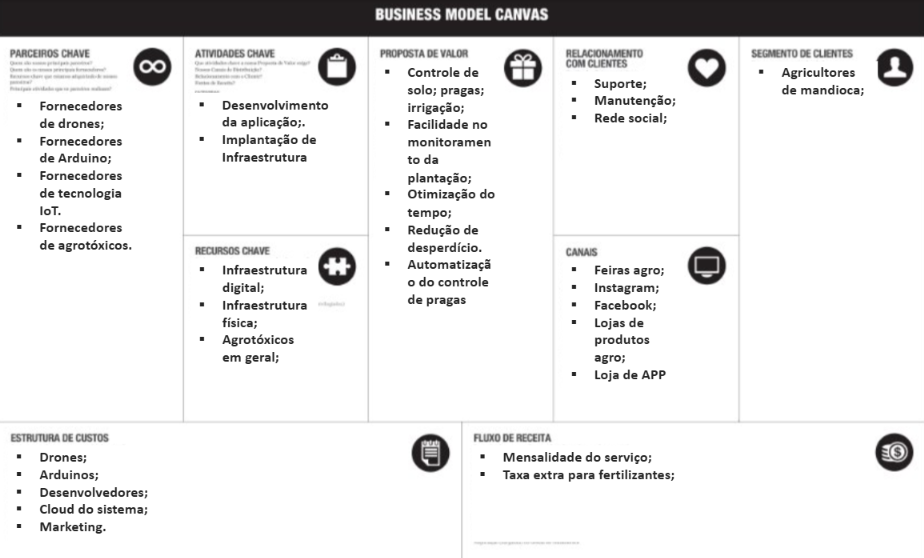 BUSINESS MODEL CANVAS
PARCEIROS CHAVE
▪ Fornecedores
de drones;
▪ Fornecedores
de Arduino;
▪ Fornecedores
de tecnologia
IoT.
▪ Fornecedores
de agrotóxicos.
ATIVIDADES CHAVE
▪ Desenvolvimento
da aplicação;.
▪ Implantação de
Infraestrutura
RECURSOS CHAVE
▪ Infraestrutura
digital;
▪ Infraestrutura
física;
▪ Agrotóxicos
em geral;
PROPOSTA DE VALOR
▪ Controle de
solo; pragas;
irrigação;
▪ Facilidade no
monitoramen
to da
plantação;
▪ Otimização do
tempo;
▪ Redução de
desperdício.
▪ Automatizaçã
o do controle
de pragas
RELACIONAMENTO
COM CLIENTES
▪ Suporte;
▪ Manutenção;
▪ Rede social;
CANAIS
▪ Feiras agro;
▪ Instagram;
▪ Facebook;
▪ Lojas de
produtos
agro;
▪ Loja de APP
SEGMENTO DE CLIENTES
▪ Agricultores
de mandioca;
ESTRUTURA DE CUSTOS
▪ Drones;
▪ Arduinos;
▪ Desenvolvedores;
▪ Cloud do sistema;
▪ Marketing.
FLUXO DE RECEITA
▪ Mensalidade do serviço;
▪ Taxa extra para fertilizantes;